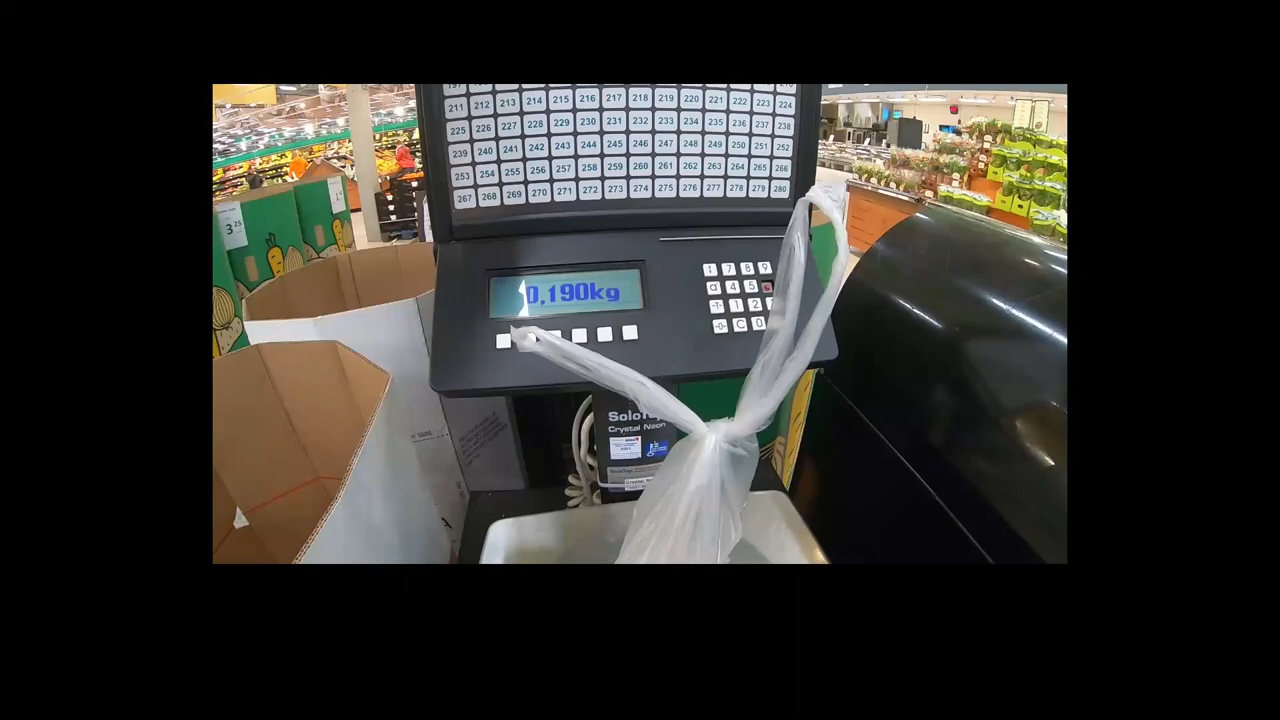 211 212 213 214 215 216 217 218 219 220 221 222 223 224
225 226 227 228 229 230 231 232 233 234 235 236 237 238
239 240 241 242 243 244 245 246 247 248 249 250 251 252
253 254 255 256 257 258 259 260 261 262 263 264 265 266
267 268 269 270 271 272 273 274 275 276 277 278 279 280
3 25
0,190kg
7 8 9
4 5
1 2
-0- C 0
Crystal Neon